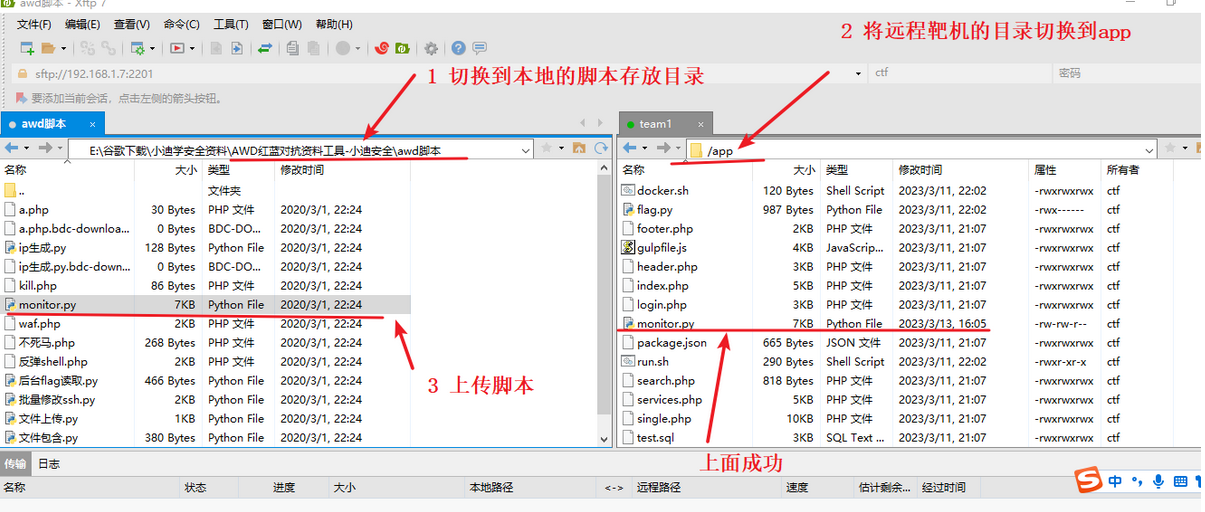 awd脚本 - Xftp 7
文件(F) 编辑(E) 查看(V) 命令(C) 工具(T) 窗口(W) 帮助(H)
2 将远程靶机的目录切换到app
sftp://192.168.1.7:2201
ctf
密码
1 切换到本地的脚本存放目录
要添加当前会话，点击左侧的箭头按钮。
awd脚本
team1
E:\谷歌下载\小迪学安全资料\AWD红蓝对抗资料工具-小迪安全\awd脚本
/app
名称 大小 类型 修改时间
.. 文件夹
a.php 30 Bytes PHP 文件 2020/3/1, 22:24
a.php.bdc-downloa... 0 Bytes BDC-DO... 2020/3/1, 22:24
ip生成.py 128 Bytes Python File 2020/3/1, 22:24
ip生成.py.bdc-down... 0 Bytes BDC-DO... 2020/3/1, 22:24
kill.php 86 Bytes PHP 文件 2020/3/1, 22:24
monitor.py 7KB Python File 2020/3/1, 22:24
waf.php 2KB PHP 文件 2020/3/1, 22:24
不死马.php 268 Bytes PHP 文件 2020/3/1, 22:24
反弹shell.php 2KB PHP 文件 2020/3/1, 22:24
后台flag读取.py 466 Bytes Python File 2020/3/1, 22:24
批量修改ssh.py 2KB Python File 2020/3/1, 22:24
文件上传.py 1KB Python File 2020/3/1, 22:24
文件包含.py 380 Bytes Python File 2020/3/1, 22:24
3 上传脚本
名称 大小 类型 修改时间 属性 所有者
docker.sh 120 Bytes Shell Script 2023/3/11, 22:02 -rwxrwxrwx ctf
flag.py 987 Bytes Python File 2023/3/11, 22:02 -rwx------ ctf
footer.php 2KB PHP 文件 2023/3/11, 21:07 -rwxrwxrwx ctf
gulpfile.js 4KB JavaScrip... 2023/3/11, 21:07 -rwxrwxrwx ctf
header.php 3KB PHP 文件 2023/3/11, 21:07 -rwxrwxrwx ctf
index.php 5KB PHP 文件 2023/3/11, 21:07 -rwxrwxrwx ctf
login.php 3KB PHP 文件 2023/3/11, 21:07 -rwxrwxrwx ctf
monitor.py 7KB Python File 2023/3/13, 16:05 -rw-rw-r-- ctf
package.json 665 Bytes JSON 文件 2023/3/11, 21:07 -rwxrwxrwx ctf
run.sh 290 Bytes Shell Script 2023/3/11, 22:02 -rwxr-xr-x ctf
search.php 818 Bytes PHP 文件 2023/3/11, 21:07 -rwxrwxrwx ctf
services.php 5KB PHP 文件 2023/3/11, 21:07 -rwxrwxrwx ctf
single.php 10KB PHP 文件 2023/3/11, 21:07 -rwxrwxrwx ctf
test.sql 3KB SQL Text ... 2023/3/11, 21:07 -rwxrwxrwx ctf
上面成功
传输 日志
名称 状态 进度 大小 本地路径 <-> 远程路径 速度 估计剩余... 经过时间
S 中